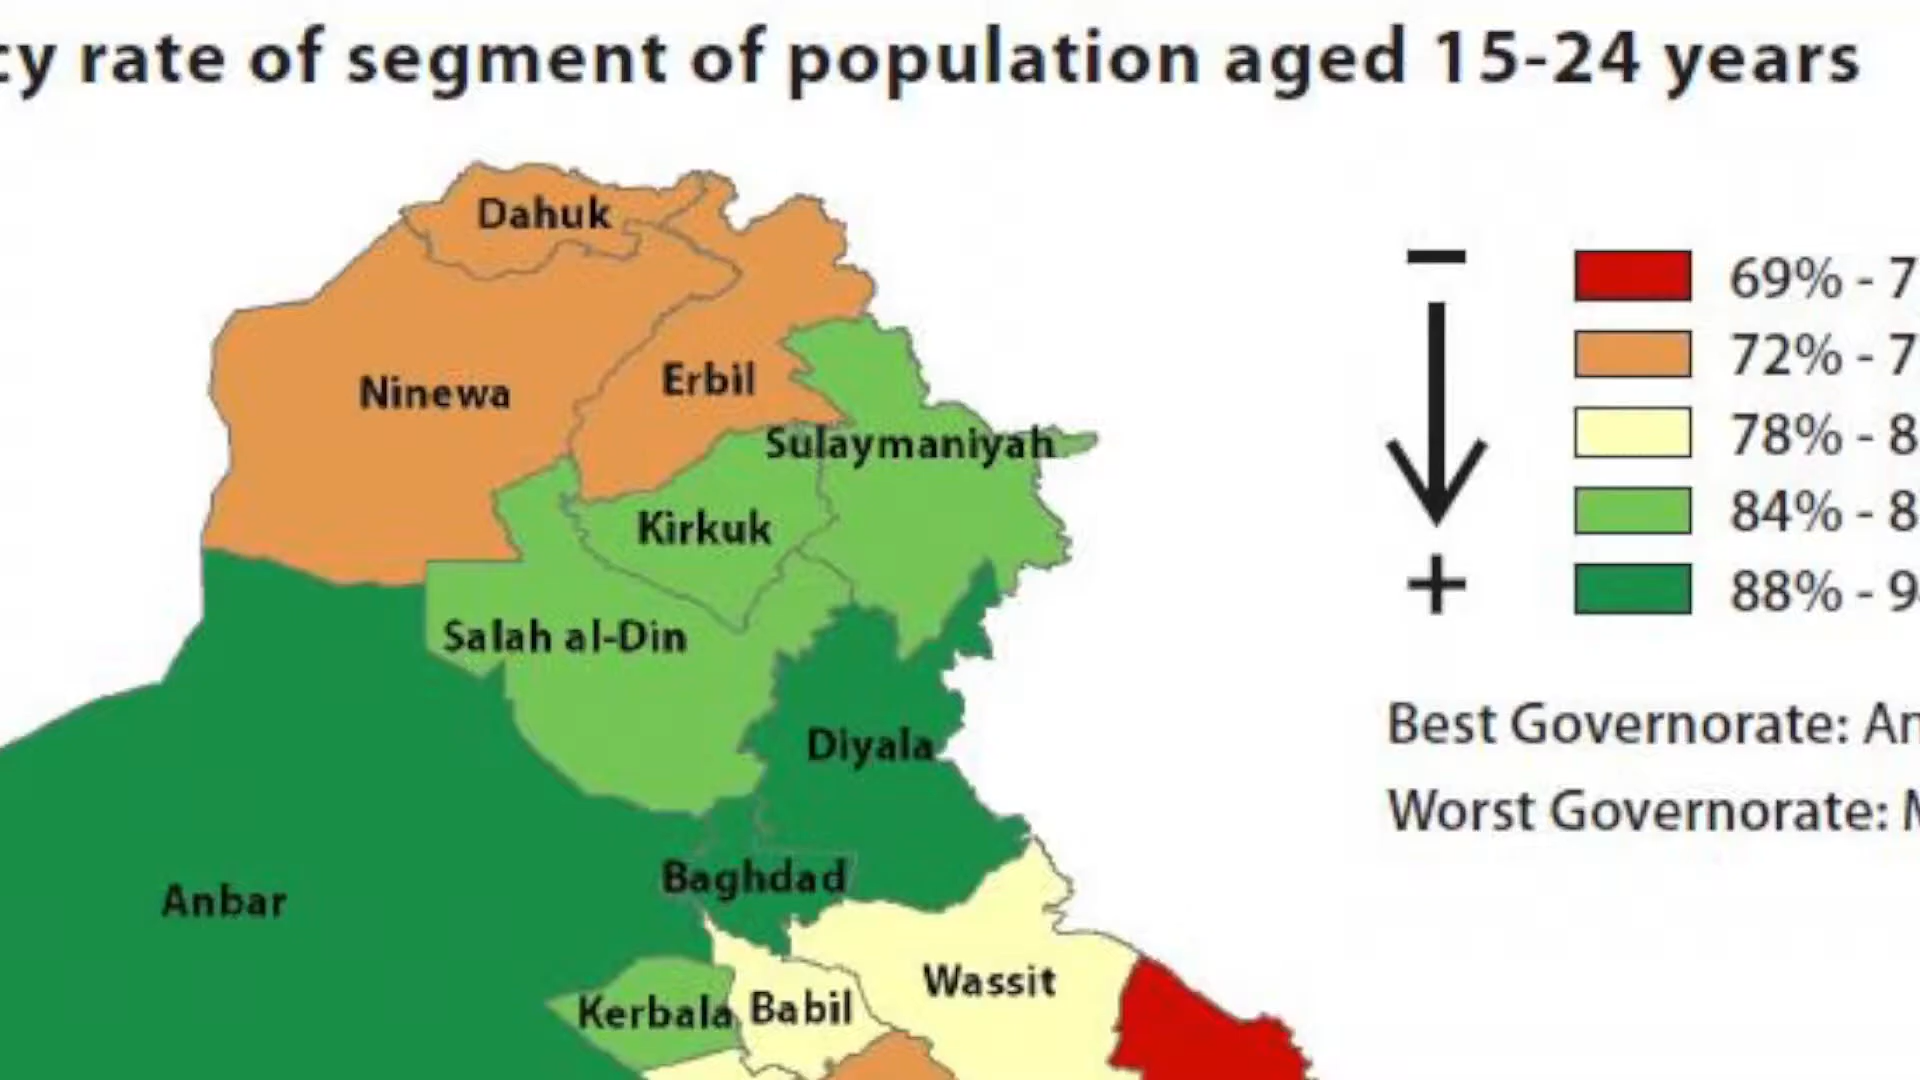 cy rate of segment of population aged 15-24 years
Dahuk
Ninewa
Erbil
Sulaymaniyah
Kirkuk
Salah al-Din
Diyala
Baghdad
Anbar
Wassit
Kerbala
Babil
–
+
69% - 7
72% - 7
78% - 8
84% - 8
88% - 9
Best Governorate: An
Worst Governorate: M